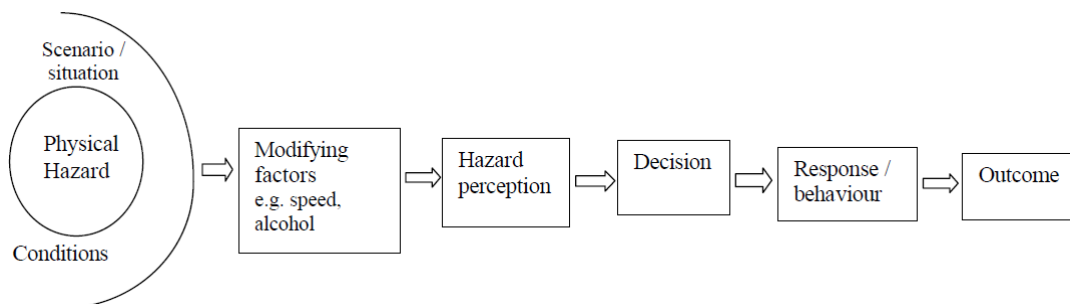 Scenario /
situation
Physical
Hazard
Conditions
Modifying
factors
e.g. speed,
alcohol
Hazard
perception
Decision
Response /
behaviour
Outcome